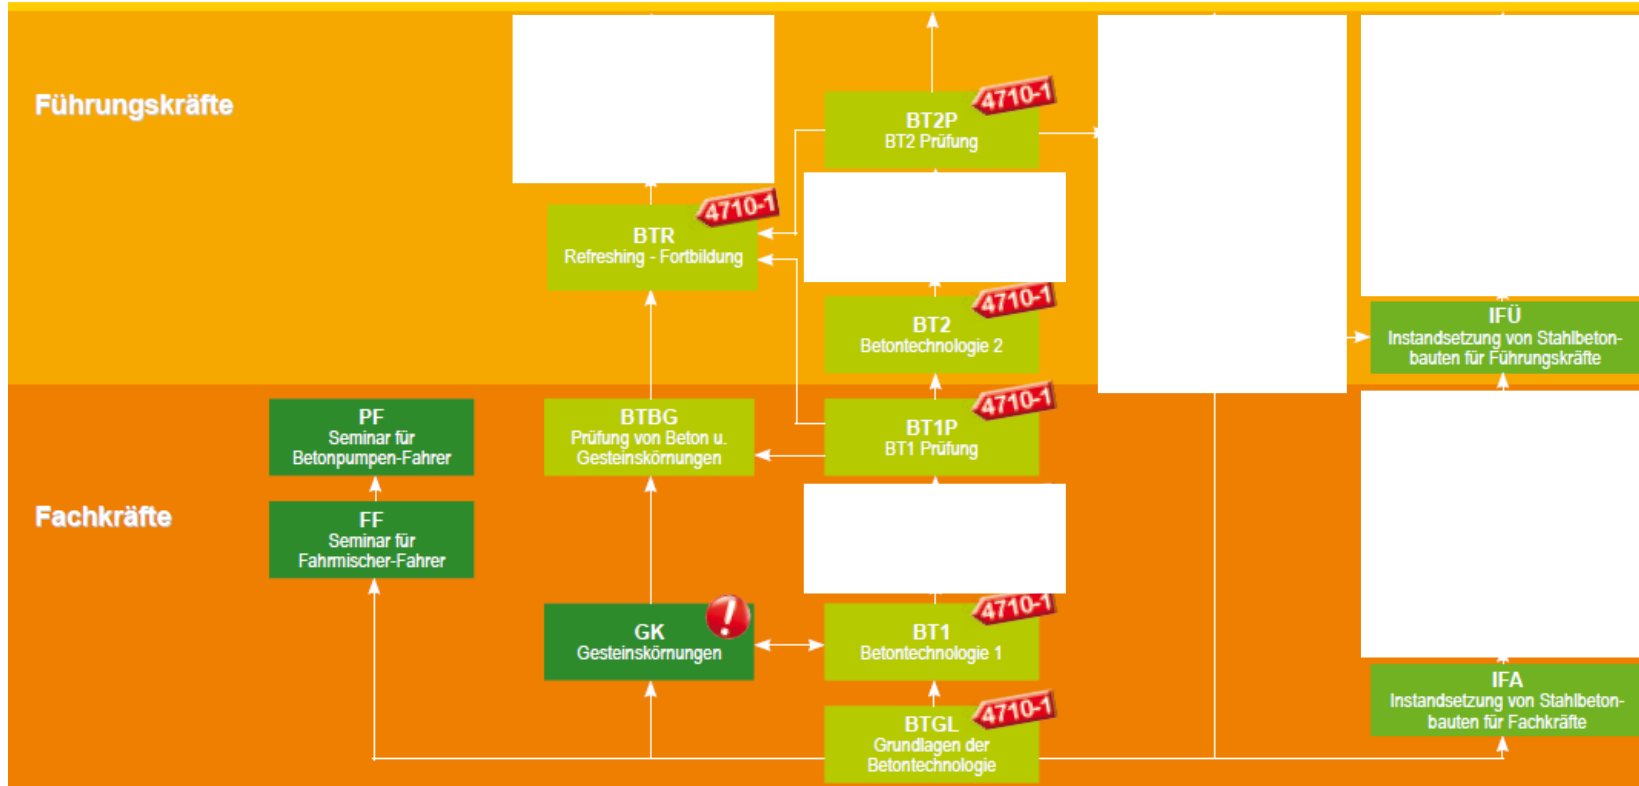 Führungskräfte
4710-1
BT2P
BT2 Prüfung
4710-1
BTR
Refreshing - Fortbildung
4710-1
BT2
Betontechnologie 2
IFÜ
Instandsetzung von Stahlbeton-
bauten für Führungskräfte
Fachkräfte
PF
Seminar für
Betonpumpen-Fahrer
BTBG
Prüfung von Beton u.
Gesteinskörnungen
4710-1
BT1P
BT1 Prüfung
FF
Seminar für
Fahrmischer-Fahrer
!
GK
Gesteinskörnungen
4710-1
BT1
Betontechnologie 1
IFA
Instandsetzung von Stahlbeton-
bauten für Fachkräfte
4710-1
BTGL
Grundlagen der
Betontechnologie